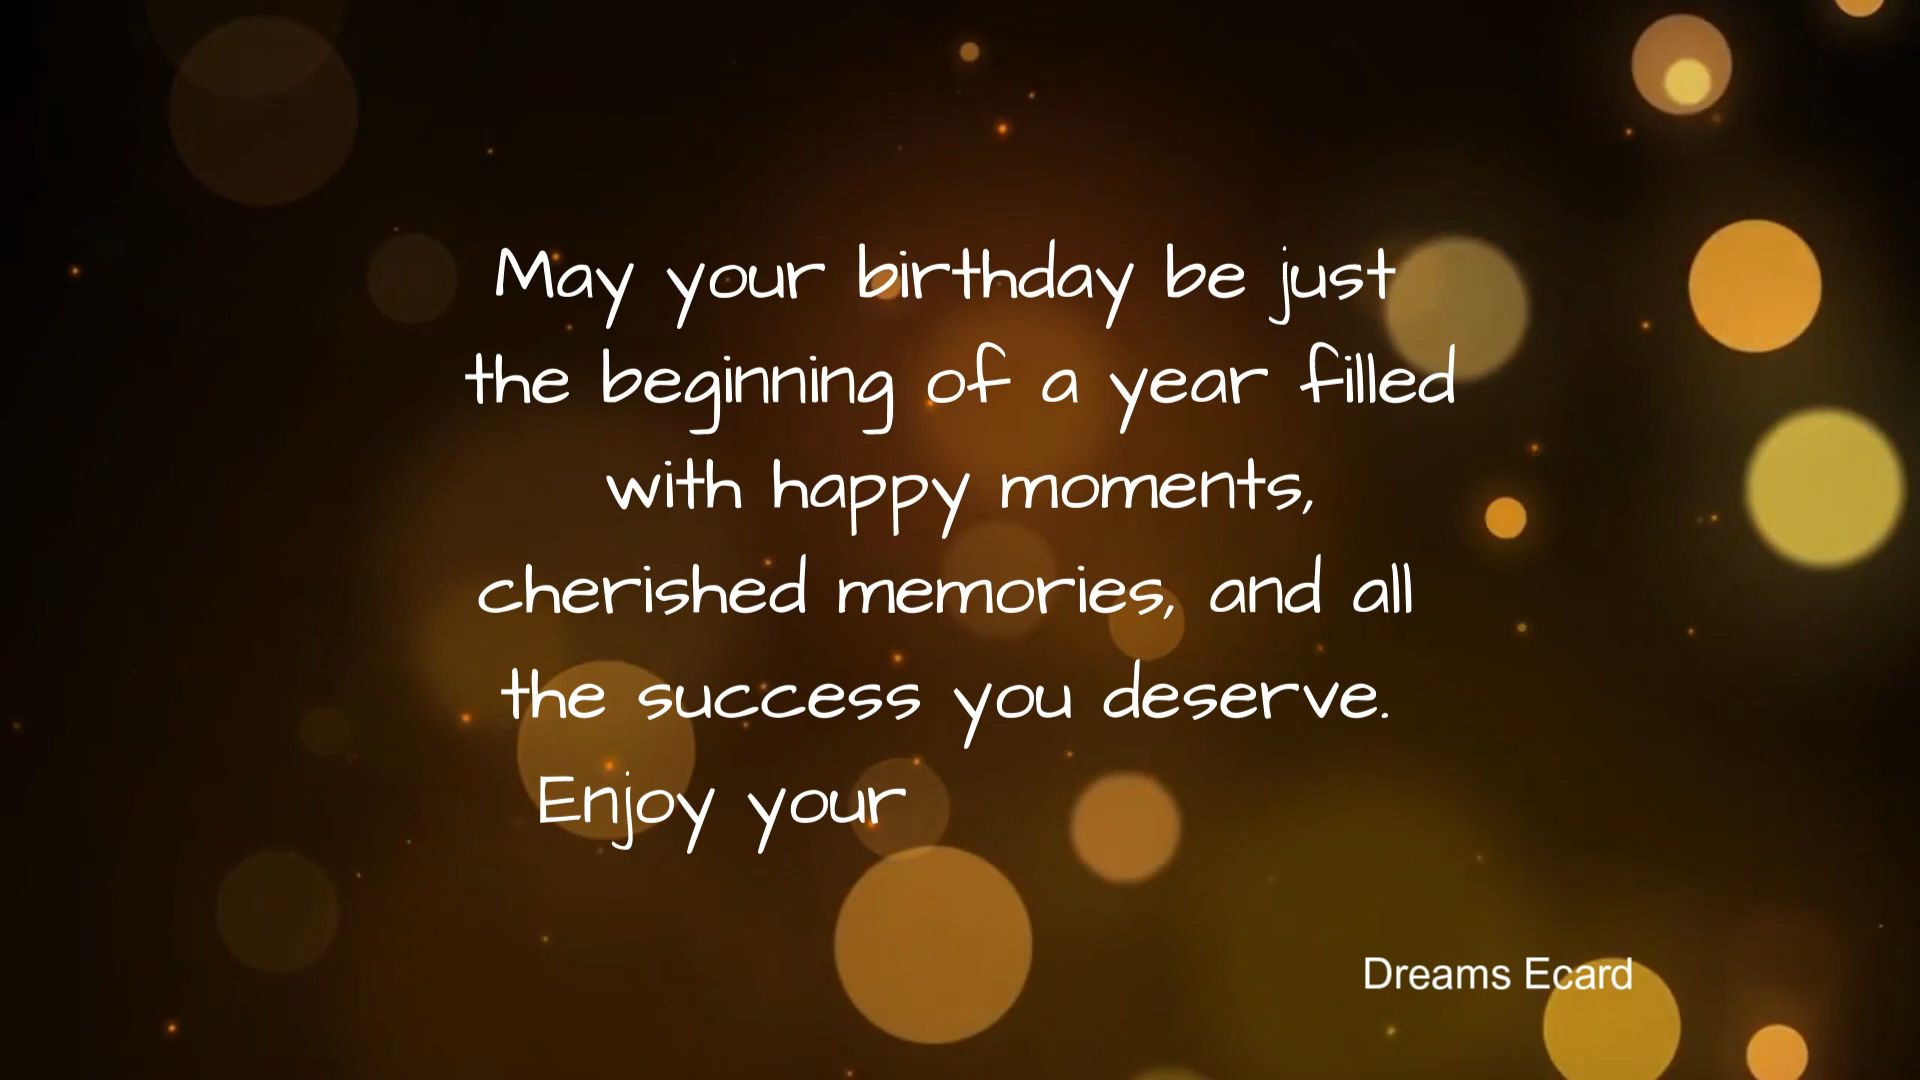 May your birthday be just
the beginning of a year filled
with happy moments,
cherished memories, and all
the success you deserve.
Enjoy your
Dreams Ecard